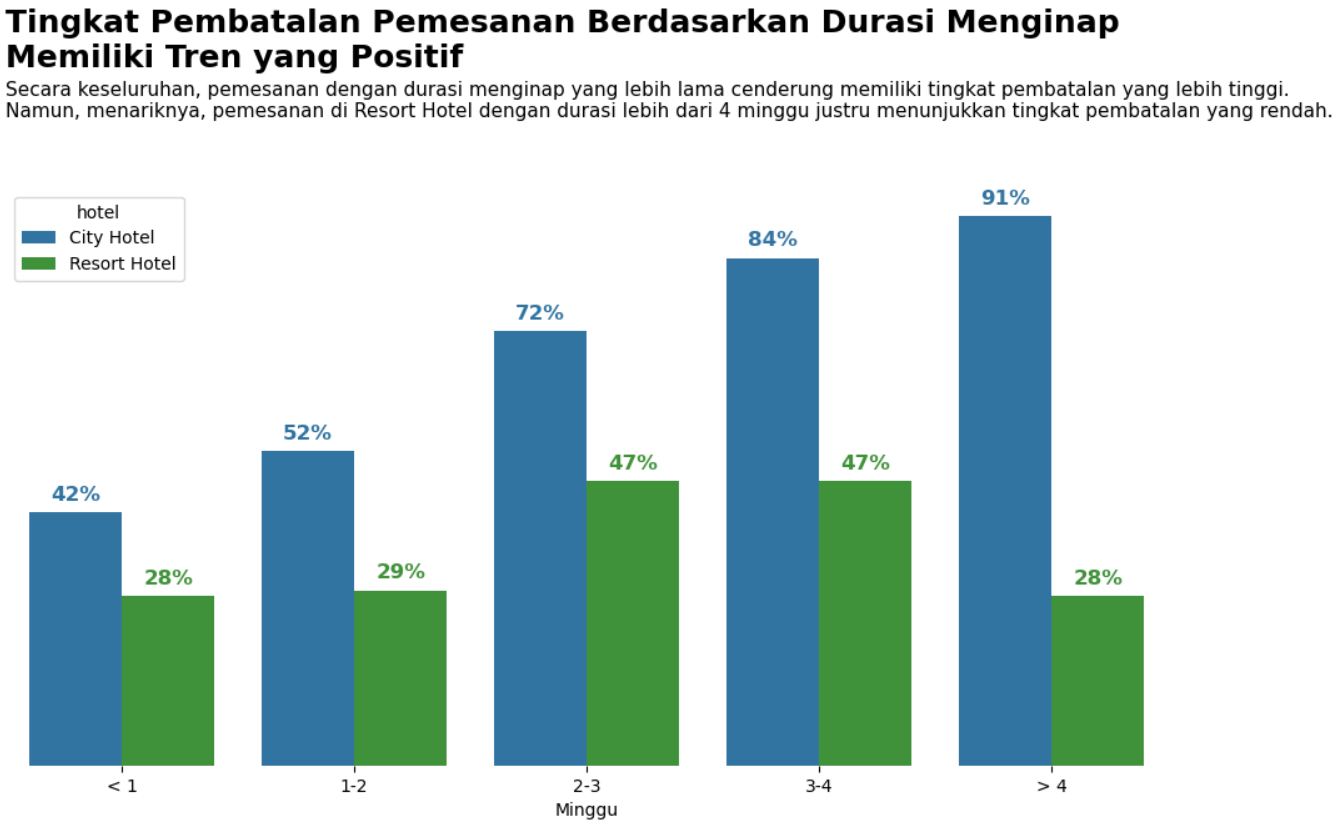 Tingkat Pembatalan Pemesanan Berdasarkan Durasi Menginap
Memiliki Tren yang Positif
Secara keseluruhan, pemesanan dengan durasi menginap yang lebih lama cenderung memiliki tingkat pembatalan yang lebih tinggi.
Namun, menariknya, pemesanan di Resort Hotel dengan durasi lebih dari 4 minggu justru menunjukkan tingkat pembatalan yang rendah.
hotel
City Hotel
Resort Hotel
42%
28%
52%
29%
72%
47%
84%
47%
91%
28%
< 1
1-2
2-3
3-4
> 4
Minggu